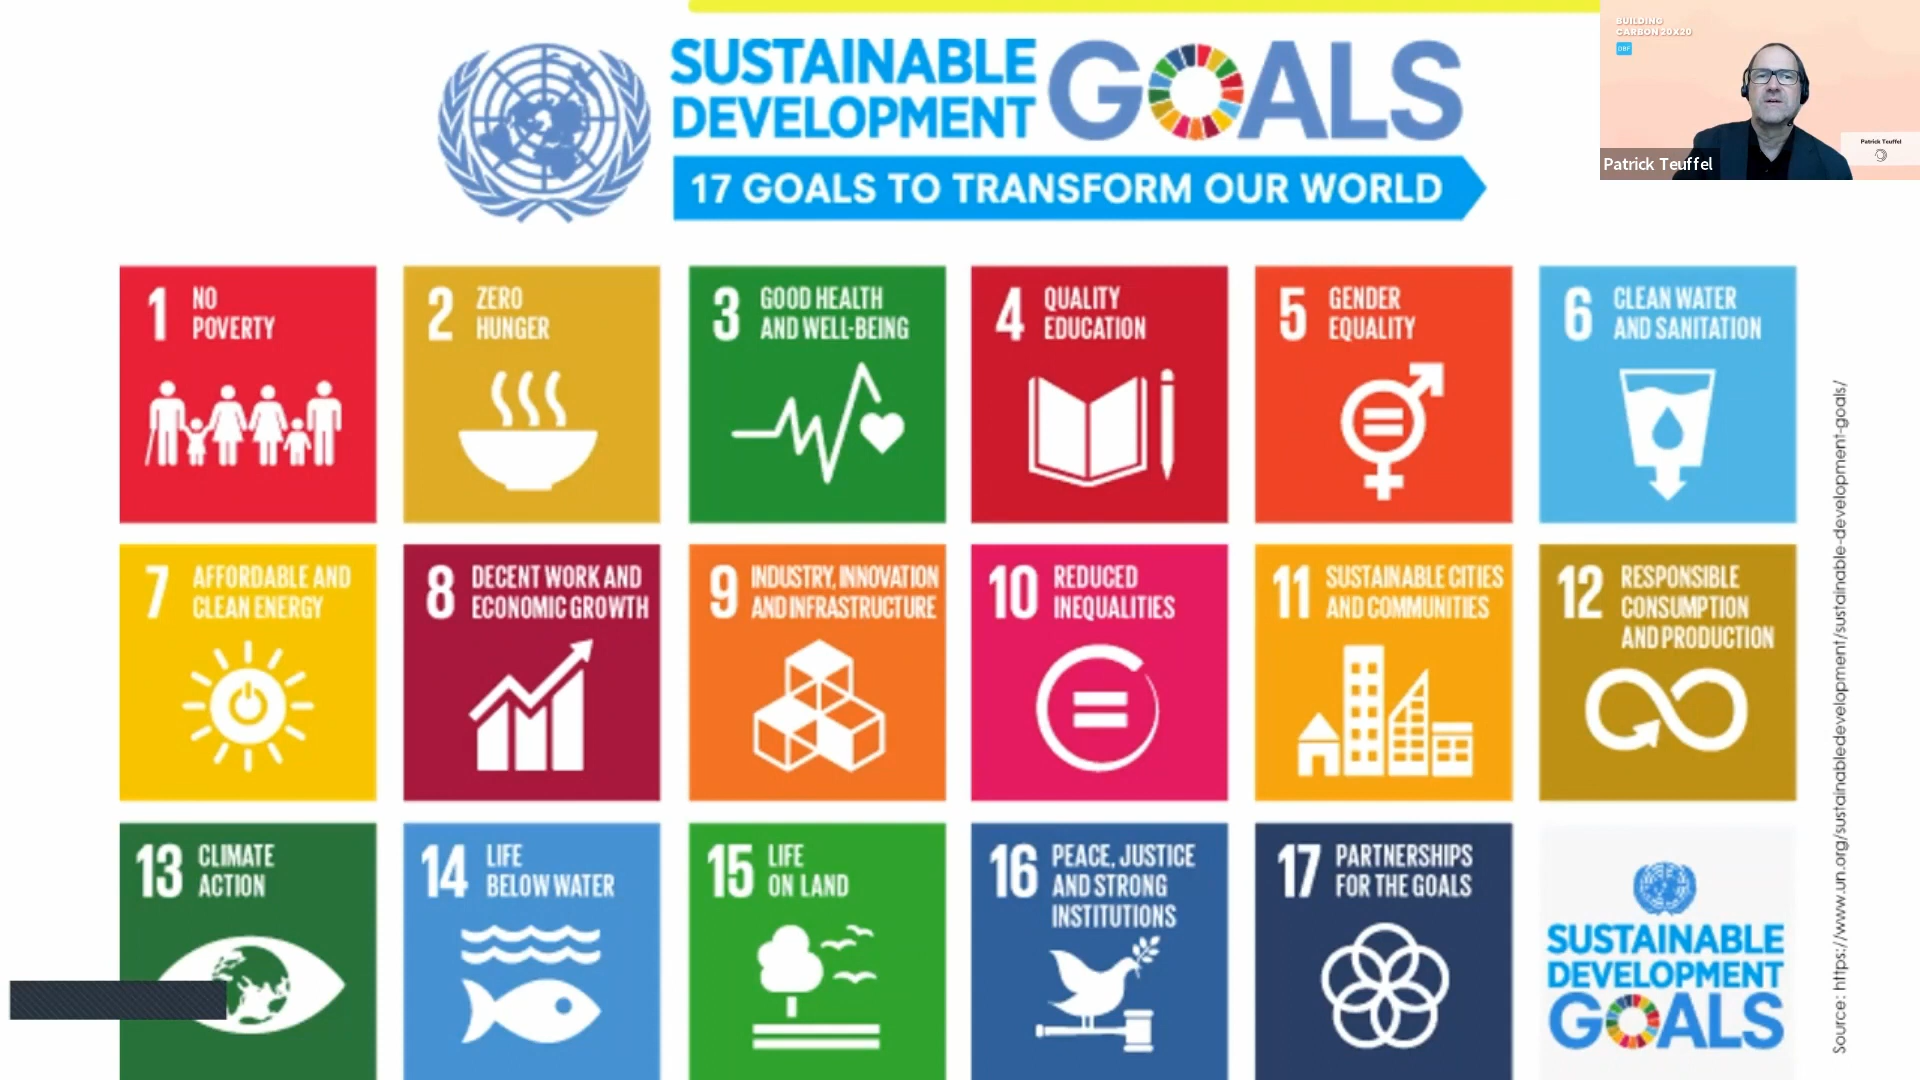 SUSTAINABLE
DEVELOPMENT
GOALS
17 GOALS TO TRANSFORM OUR WORLD
BUILDING
CARBON 20X20
DBF
Patrick Teuffel
Patrick Teuffel
1 NO
POVERTY
2 ZERO
HUNGER
3 GOOD HEALTH
AND WELL-BEING
4 QUALITY
EDUCATION
5 GENDER
EQUALITY
6 CLEAN WATER
AND SANITATION
7 AFFORDABLE AND
CLEAN ENERGY
8 DECENT WORK AND
ECONOMIC GROWTH
9 INDUSTRY, INNOVATION
AND INFRASTRUCTURE
10 REDUCED
INEQUALITIES
11 SUSTAINABLE CITIES
AND COMMUNITIES
12 RESPONSIBLE
CONSUMPTION
AND PRODUCTION
13 CLIMATE
ACTION
14 LIFE
BELOW WATER
15 LIFE
ON LAND
16 PEACE, JUSTICE
AND STRONG
INSTITUTIONS
17 PARTNERSHIPS
FOR THE GOALS
SUSTAINABLE
DEVELOPMENT
GOALS
Source: https://www.un.org/sustainabledevelopment/sustainable-development-goals/